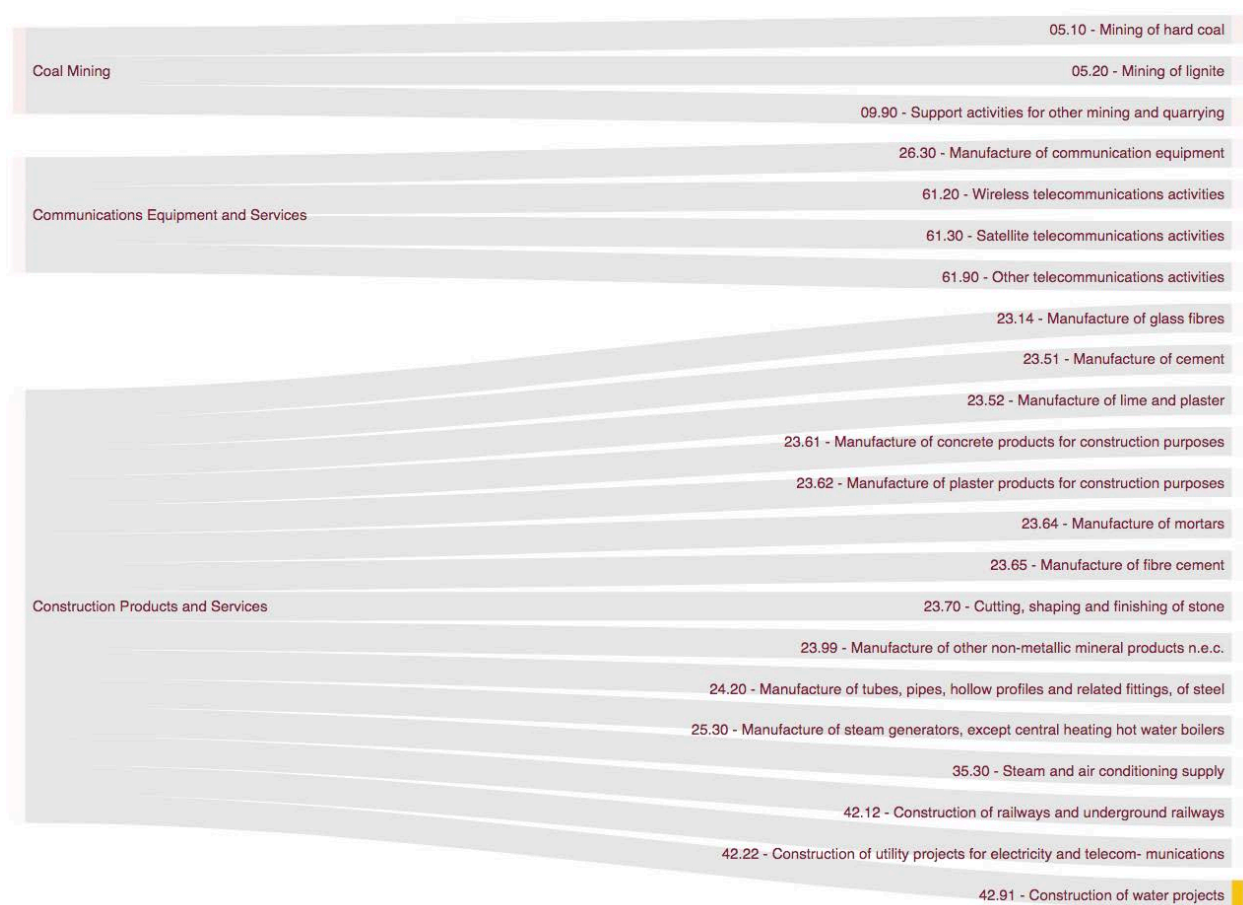 Coal Mining
05.10 - Mining of hard coal
05.20 - Mining of lignite
09.90 - Support activities for other mining and quarrying
Communications Equipment and Services
26.30 - Manufacture of communication equipment
61.20 - Wireless telecommunications activities
61.30 - Satellite telecommunications activities
61.90 - Other telecommunications activities
Construction Products and Services
23.14 - Manufacture of glass fibres
23.51 - Manufacture of cement
23.52 - Manufacture of lime and plaster
23.61 - Manufacture of concrete products for construction purposes
23.62 - Manufacture of plaster products for construction purposes
23.64 - Manufacture of mortars
23.65 - Manufacture of fibre cement
23.70 - Cutting, shaping and finishing of stone
23.99 - Manufacture of other non-metallic mineral products n.e.c.
24.20 - Manufacture of tubes, pipes, hollow profiles and related fittings, of steel
25.30 - Manufacture of steam generators, except central heating hot water boilers
35.30 - Steam and air conditioning supply
42.12 - Construction of railways and underground railways
42.22 - Construction of utility projects for electricity and telecom- munications
42.91 - Construction of water projects